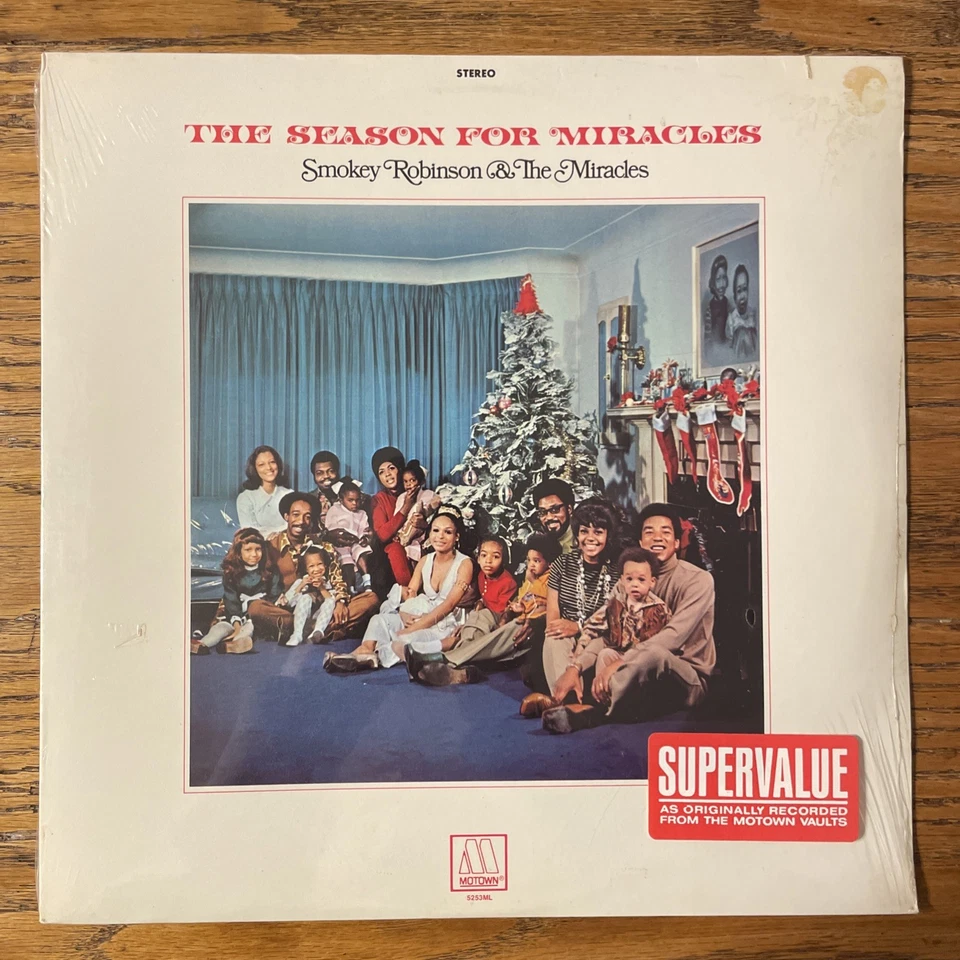 STEREO
THE SEASON FOR MIRACLES
Smokey Robinson & The Miracles
SUPERVALUE
AS ORIGINALLY RECORDED
FROM THE MOTOWN VAULTS
M
MOTOWN®
5253ML